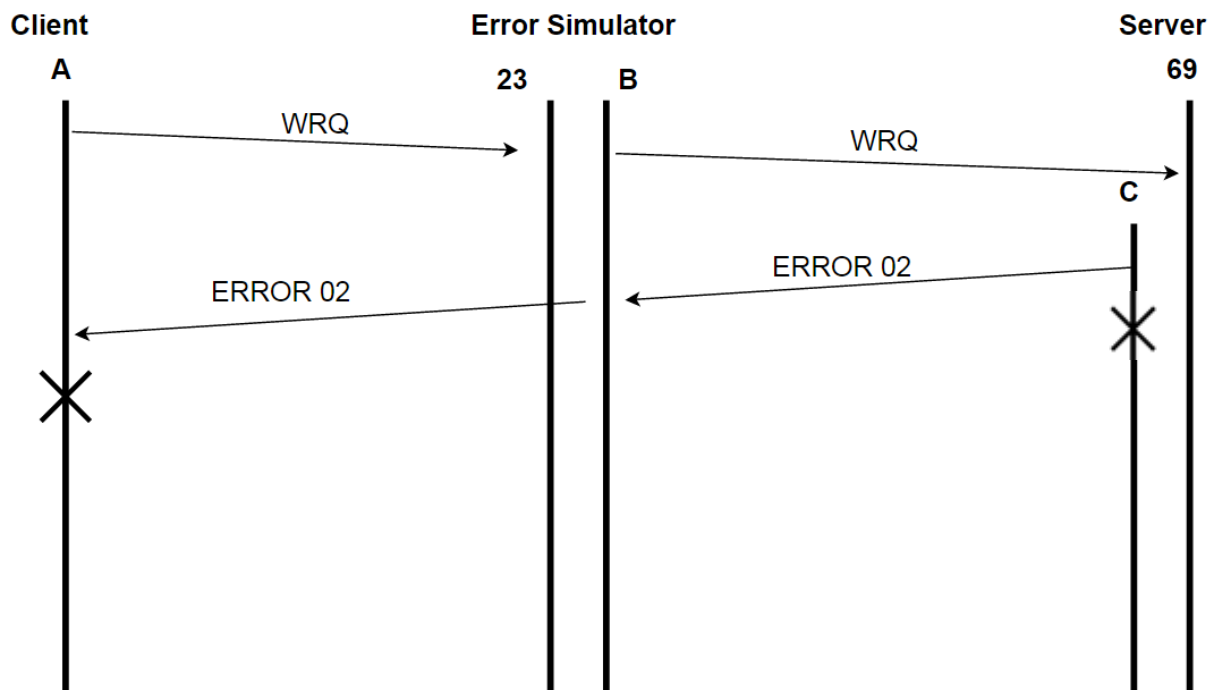 Client
Error Simulator
Server
A
23
B
69
WRQ
WRQ
C
ERROR 02
ERROR 02